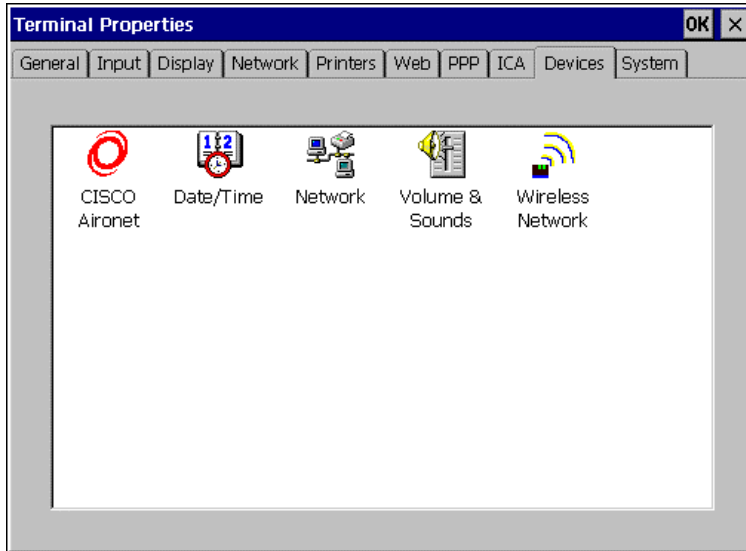 Terminal Properties OK ×
General Input Display Network Printers Web PPP ICA Devices System
CISCO Aironet
Date/Time
Network
Volume & Sounds
Wireless Network